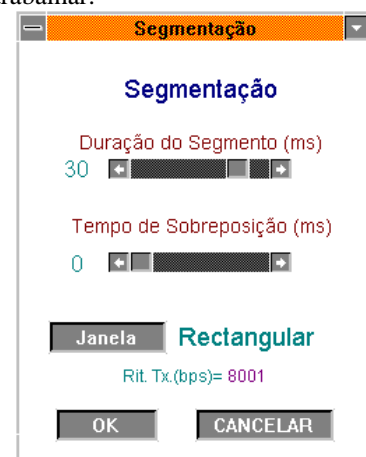 trabalhar.
Segmentação
Segmentação
Duração do Segmento (ms)
30
Tempo de Sobreposição (ms)
0
Janela Rectangular
Rit. Tx.(bps)= 8001
OK CANCELAR